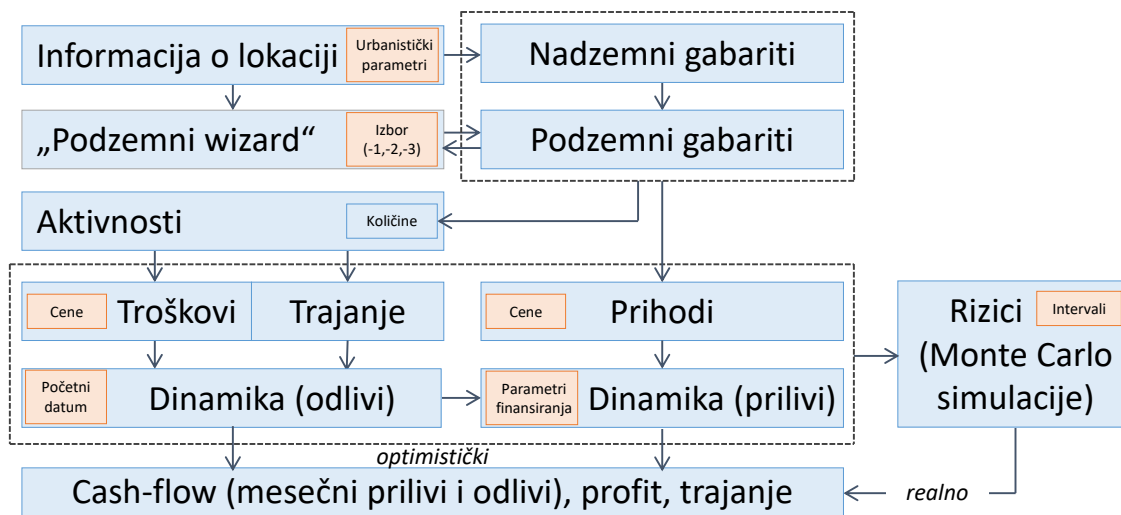 Informacija o lokaciji
Urbanistički
parametri
Nadzemni gabariti
„Podzemni wizard“
Izbor
(-1,-2,-3)
Podzemni gabariti
Aktivnosti
Količine
Cene
Troškovi
Trajanje
Cene
Prihodi
Rizici
Intervali
(Monte Carlo
simulacije)
Početni
datum
Dinamika (odlivi)
Parametri
finansiranja
Dinamika (prilivi)
optimistički
Cash-flow (mesečni prilivi i odlivi), profit, trajanje
realno